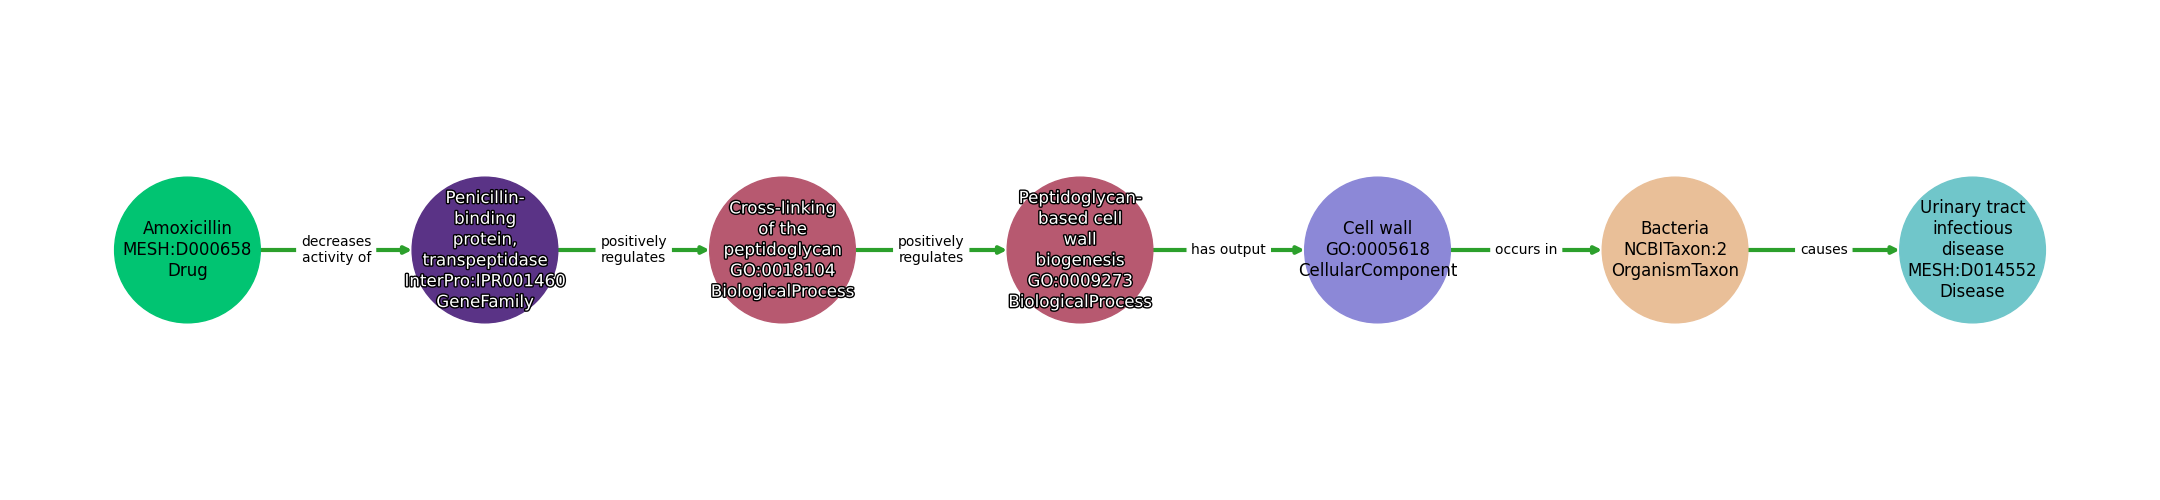 Amoxicillin
MESH:D000658
Drug
decreases
activity of
Penicillin-
binding
protein,
transpeptidase
InterPro:IPR001460
GeneFamily
positively
regulates
Cross-linking
of the
peptidoglycan
GO:0018104
BiologicalProcess
positively
regulates
Peptidoglycan-
based cell
wall
biogenesis
GO:0009273
BiologicalProcess
has output
Cell wall
GO:0005618
CellularComponent
occurs in
Bacteria
NCBITaxon:2
OrganismTaxon
causes
Urinary tract
infectious
disease
MESH:D014552
Disease